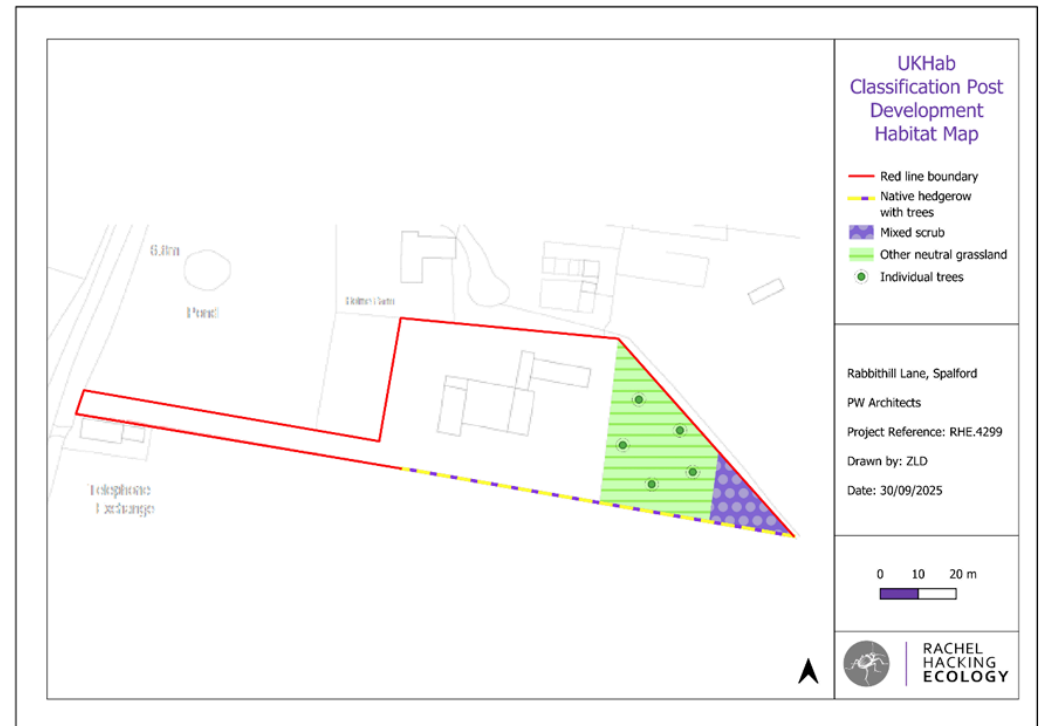 UKHab
Classification Post
Development
Habitat Map
Red line boundary
Native hedgerow
with trees
Mixed scrub
Other neutral grassland
Individual trees
Rabbithill Lane, Spalford
PW Architects
Project Reference: RHE.4299
Drawn by: ZLD
Date: 30/09/2025
0 10 20 m
RACHEL
HACKING
ECOLOGY
Pond
Telephone
Exchange